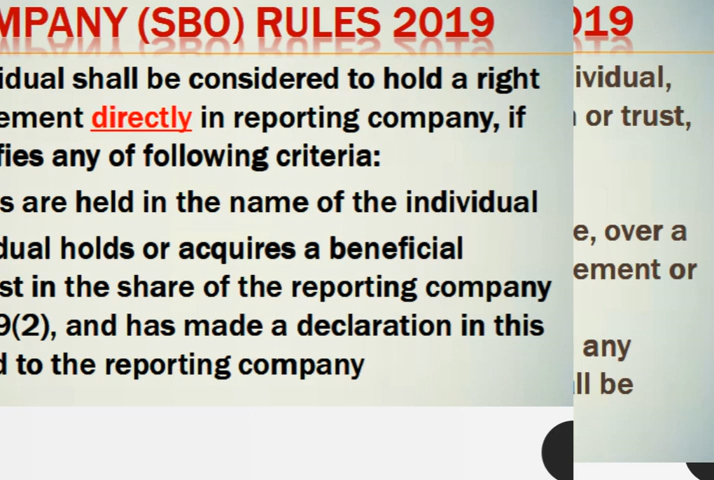 MPANY (SBO) RULES 2019
idual shall be considered to hold a right
ement directly in reporting company, if
fies any of following criteria:
s are held in the name of the individual
dual holds or acquires a beneficial
st in the share of the reporting company
9(2), and has made a declaration in this
d to the reporting company
019
ividual,
or trust,
e, over a
ement or
any
ll be